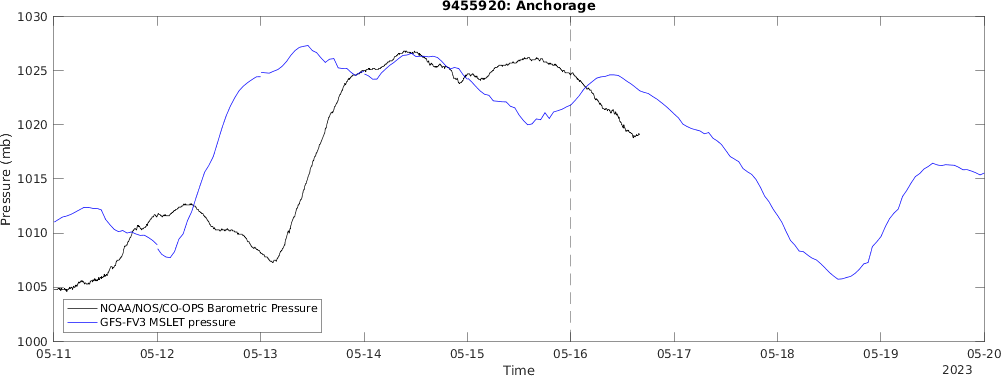 9455920: Anchorage
1030
1025
1020
1015
1010
1005
1000
Pressure (mb)
NOAA/NOS/CO-OPS Barometric Pressure
GFS-FV3 MSLET pressure
05-11 05-12 05-13 05-14 05-15 05-16 05-17 05-18 05-19 05-20
Time
2023